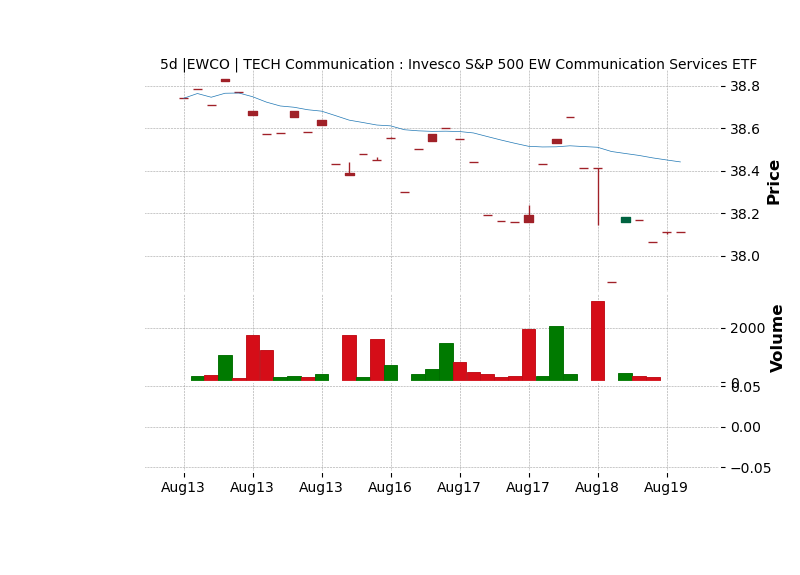 5d |EWCO | TECH Communication : Invesco S&P 500 EW Communication Services ETF
38.8
38.6
38.4
38.2
38.0
Price
2000
0
Volume
0.05
0.00
−0.05
Aug13 Aug13 Aug13 Aug16 Aug17 Aug17 Aug18 Aug19